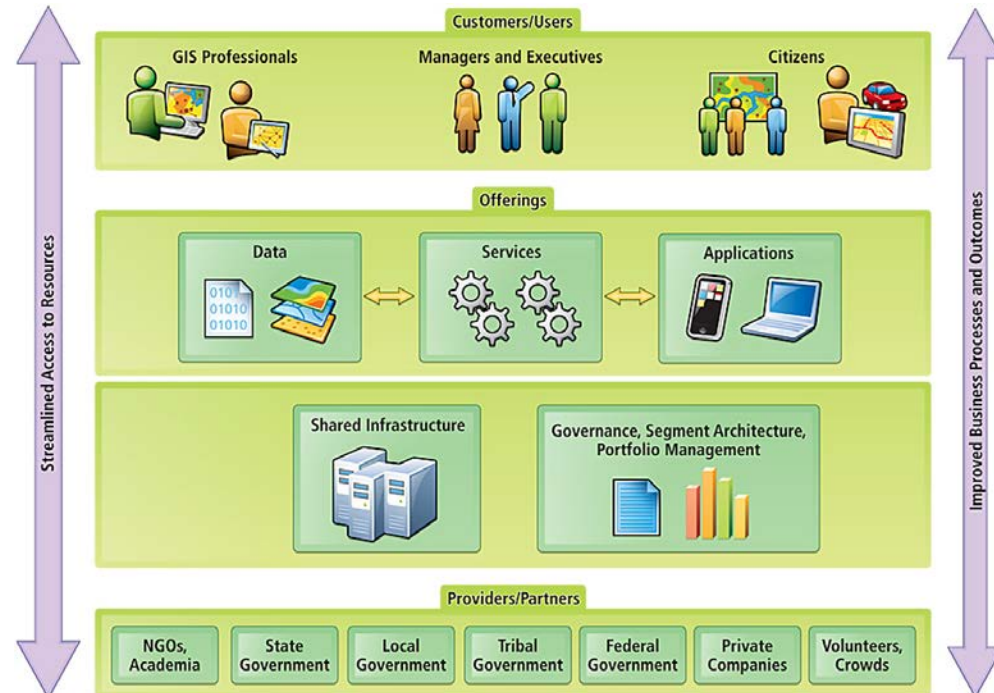 Customers/Users
GIS Professionals
Managers and Executives
Citizens
Offerings
Data
0101
01010
01010
Services
Applications
Shared Infrastructure
Governance, Segment Architecture,
Portfolio Management
Providers/Partners
NGOs,
Academia
State
Government
Local
Government
Tribal
Government
Federal
Government
Private
Companies
Volunteers,
Crowds
Streamlined Access to Resources
Improved Business Processes and Outcomes